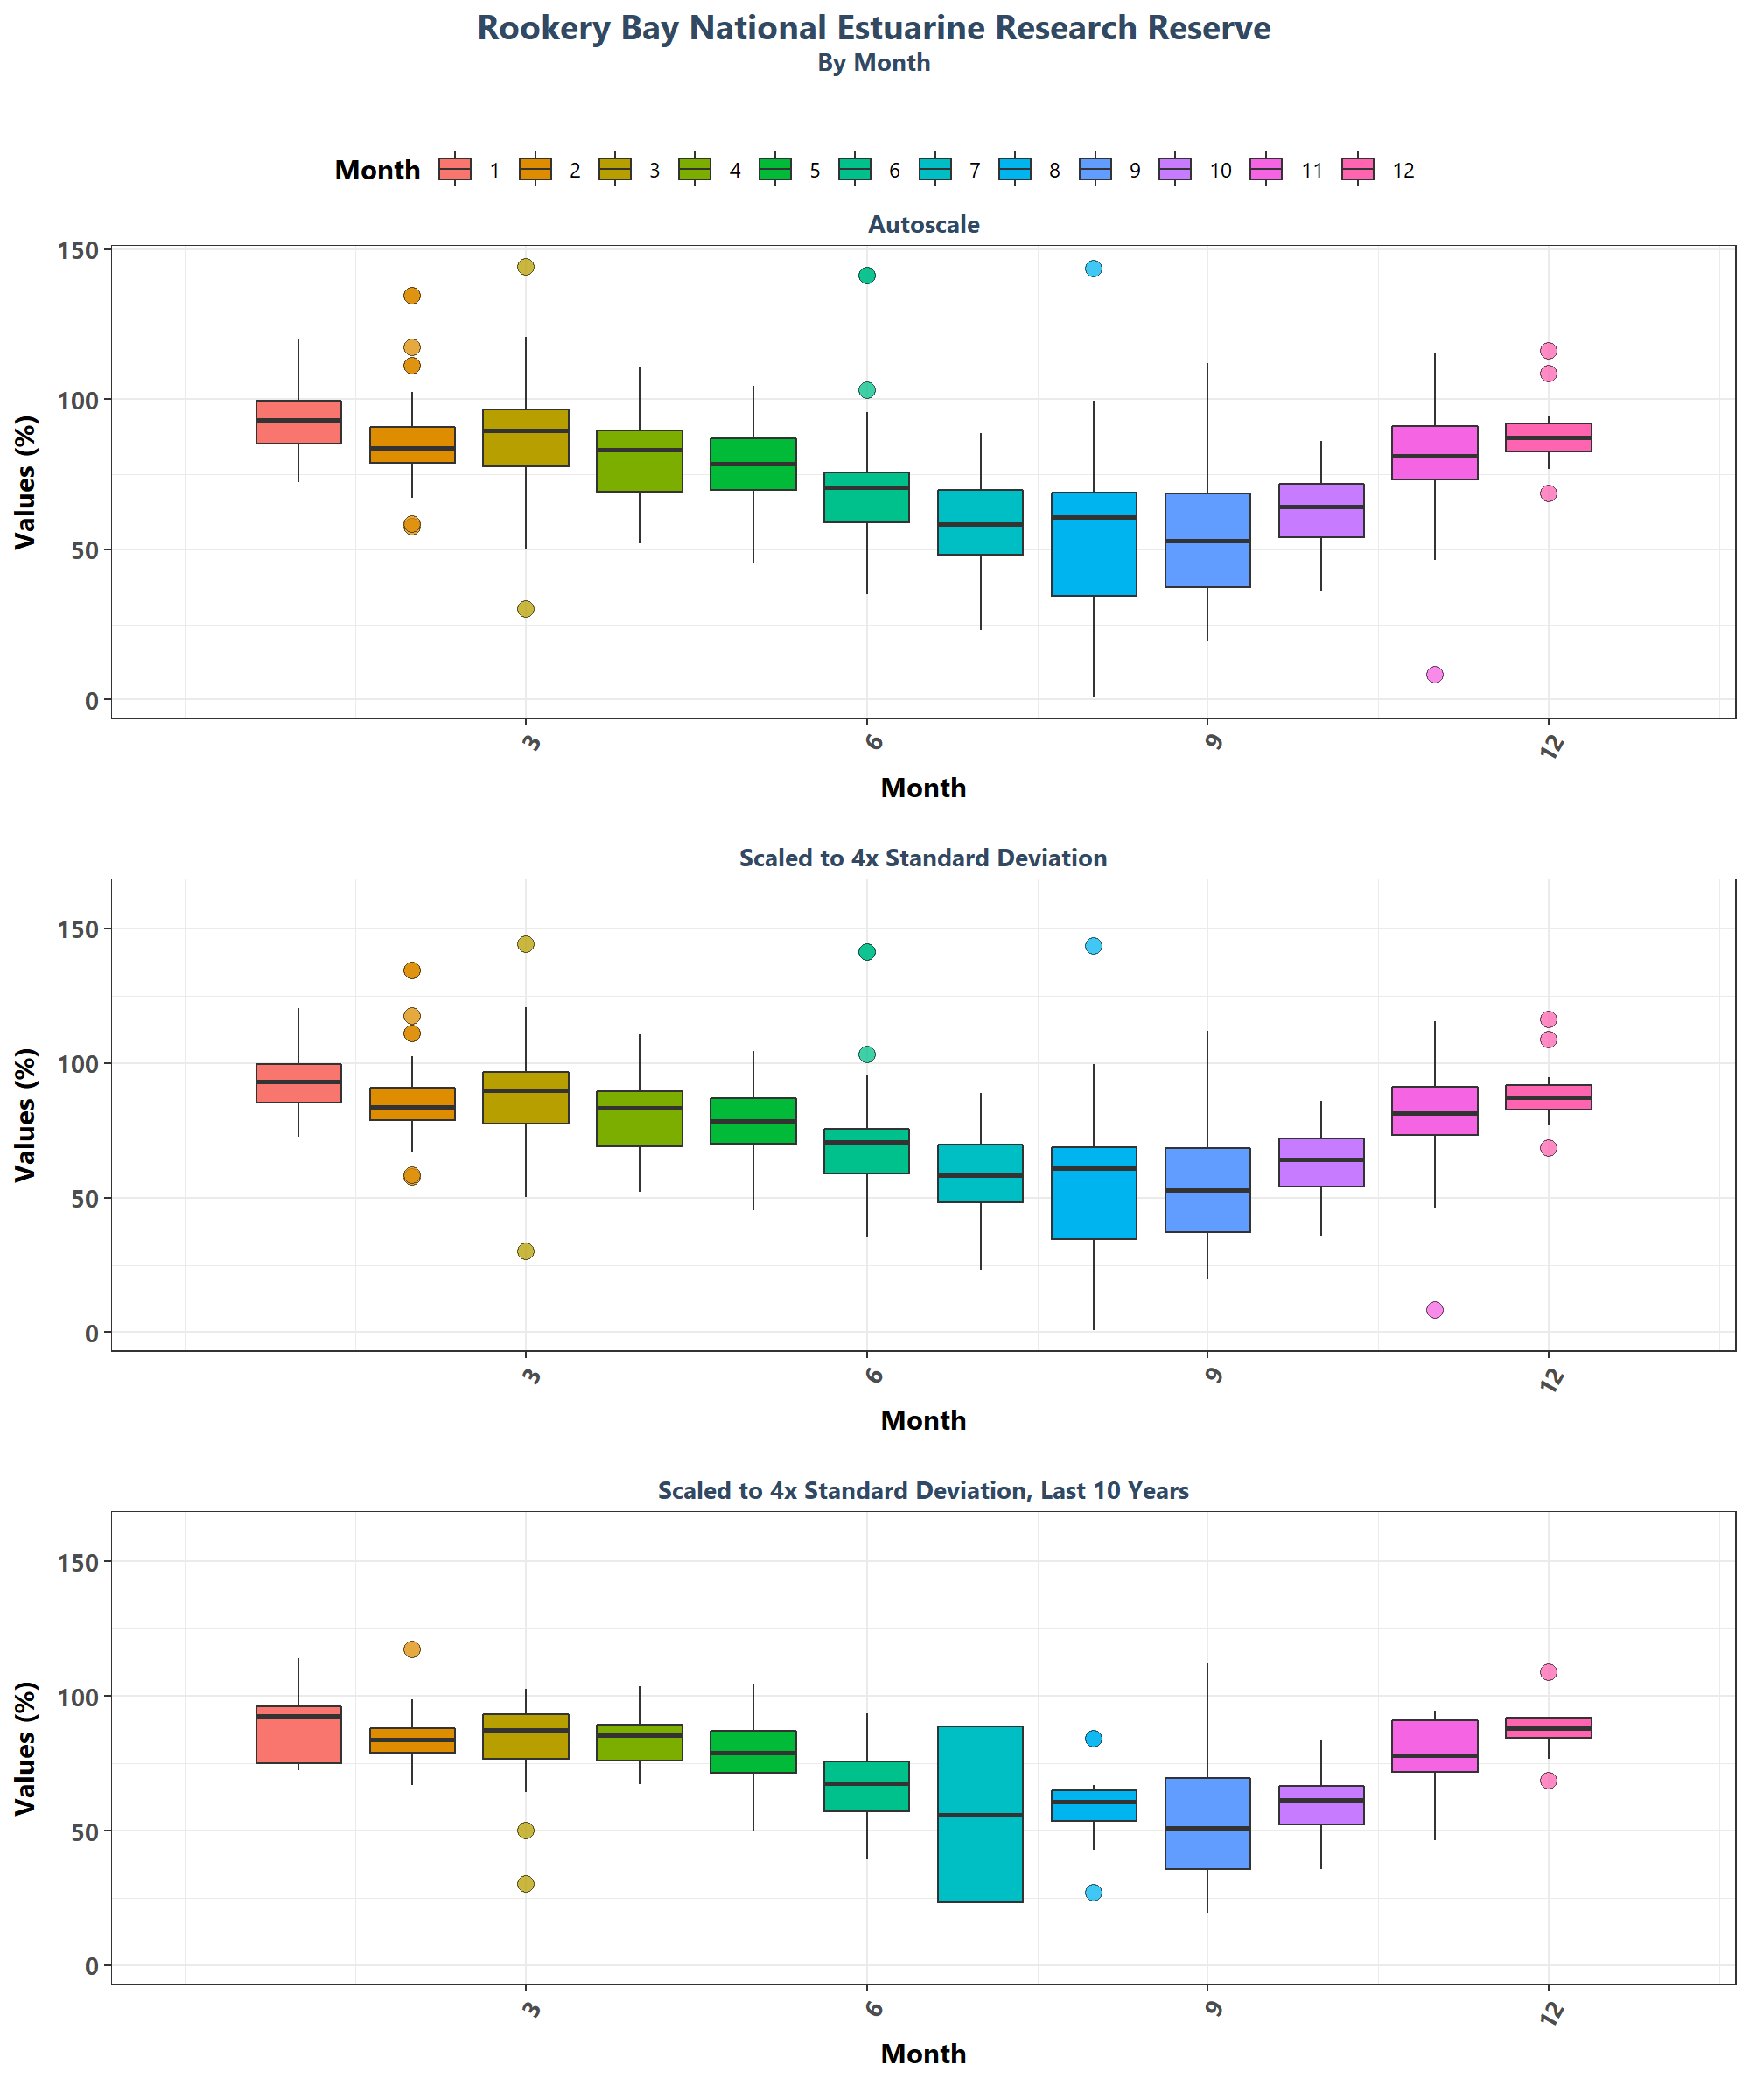 Rookery Bay National Estuarine Research Reserve
By Month
Month 1 2 3 4 5 6 7 8 9 10 11 12
Autoscale
Values (%)
150
100
50
0
3 6 9 12
Month
Scaled to 4x Standard Deviation
Values (%)
150
100
50
0
3 6 9 12
Month
Scaled to 4x Standard Deviation, Last 10 Years
Values (%)
150
100
50
0
3 6 9 12
Month